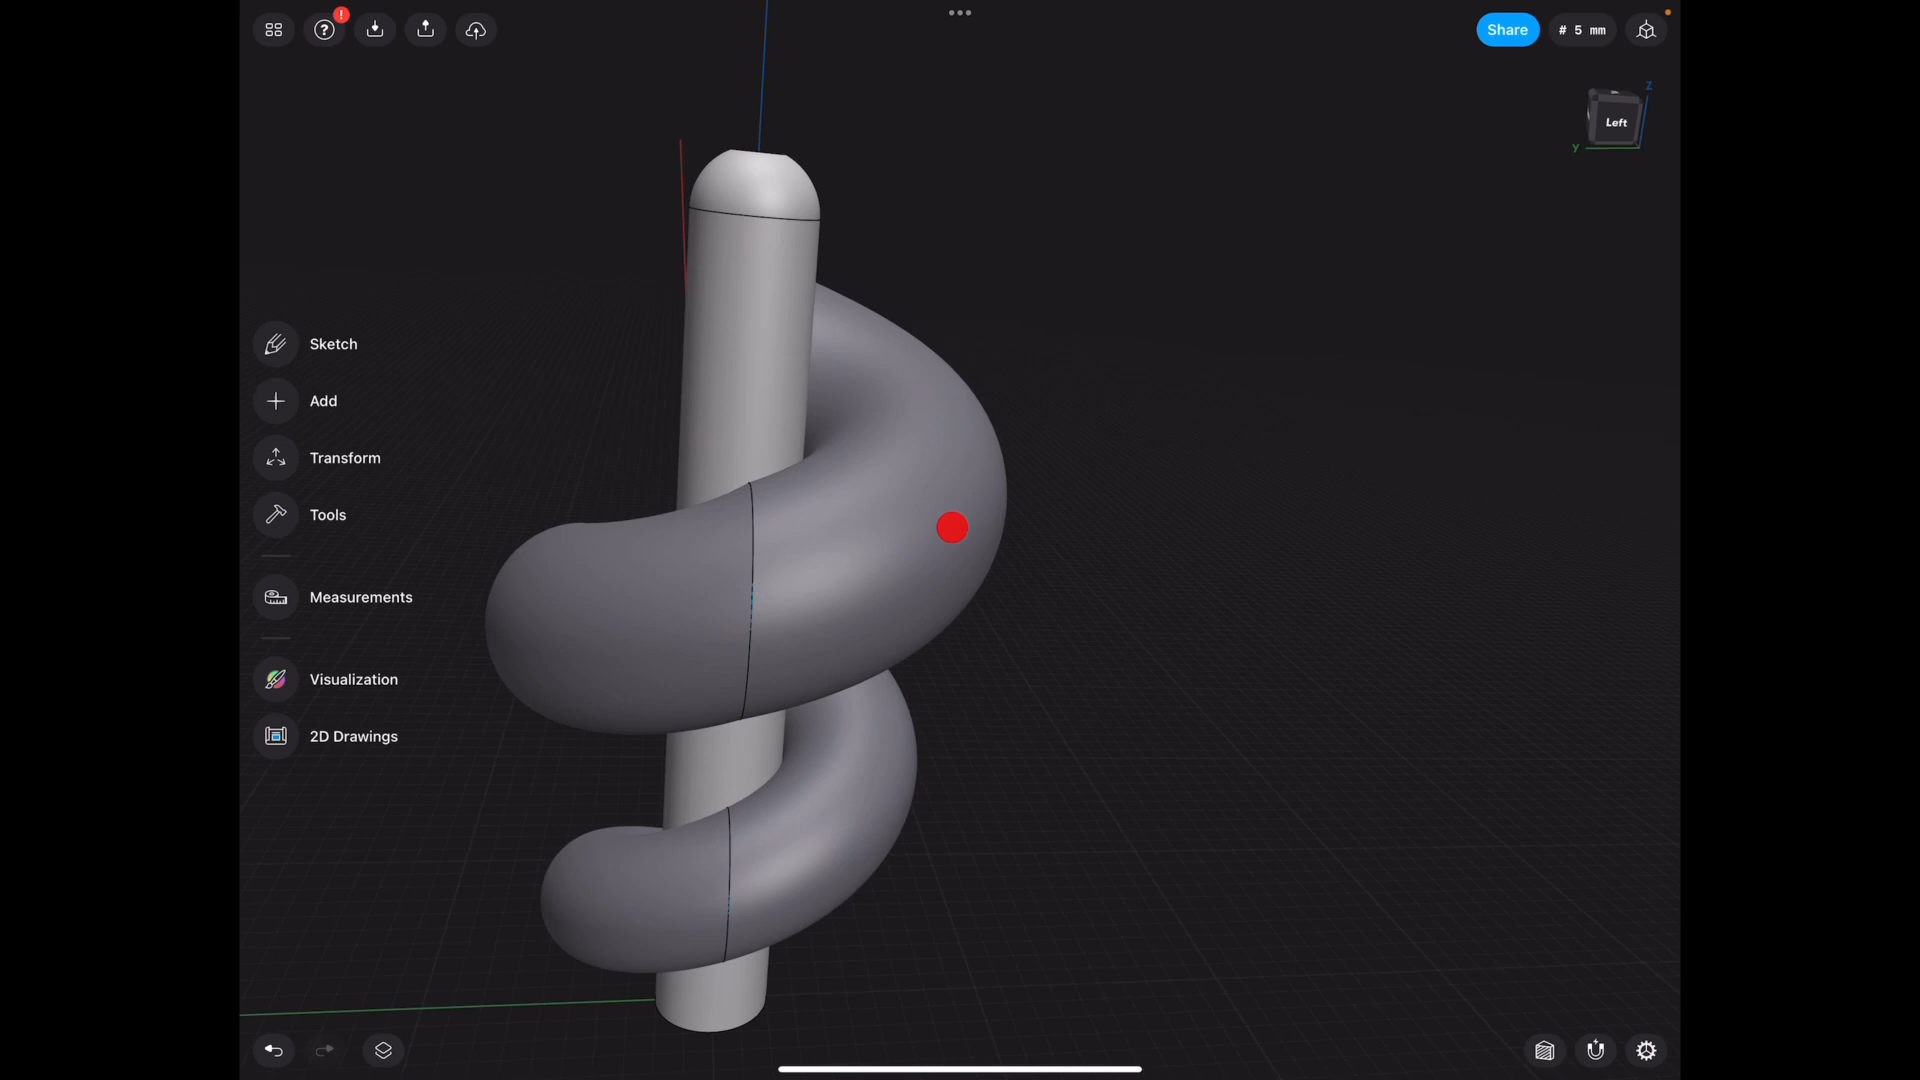 Share
# 5 mm
Z
Left
Y
Sketch
Add
Transform
Tools
Measurements
Visualization
2D Drawings